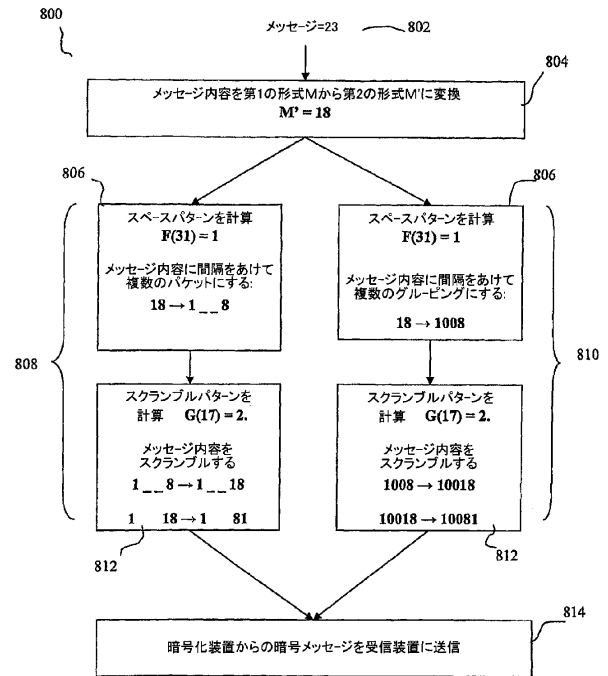 800
メッセージ=23
802
804
メッセージ内容を第1の形式Mから第2の形式M'に変換
M' = 18
806
スペースパターンを計算
F(31) = 1
メッセージ内容に間隔をあけて
複数のパケットにする:
18 → 1 _ _ 8
806
スペースパターンを計算
F(31) = 1
メッセージ内容に間隔をあけて
複数のグルーピングにする:
18 → 1008
808
810
スクランブルパターンを
計算 G(17) = 2.
メッセージ内容を
スクランブルする
1 _ _ 8 → 1 _ _ 18
1 18 → 1 81
812
スクランブルパターンを
計算 G(17) = 2.
メッセージ内容を
スクランブルする
1008 → 10018
10018 → 10081
812
814
暗号化装置からの暗号メッセージを受信装置に送信